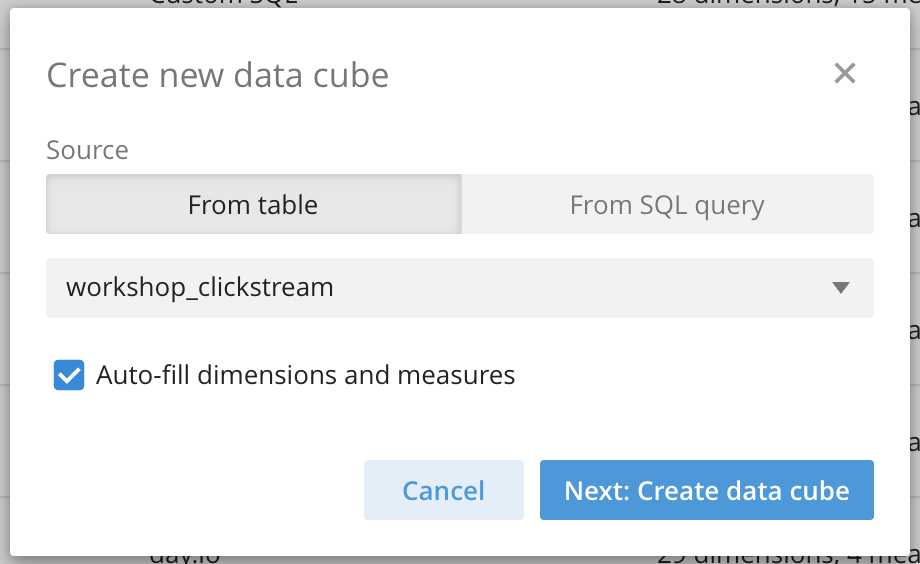 Create new data cube
Source
From table
From SQL query
workshop_clickstream
Auto-fill dimensions and measures
Cancel
Next: Create data cube